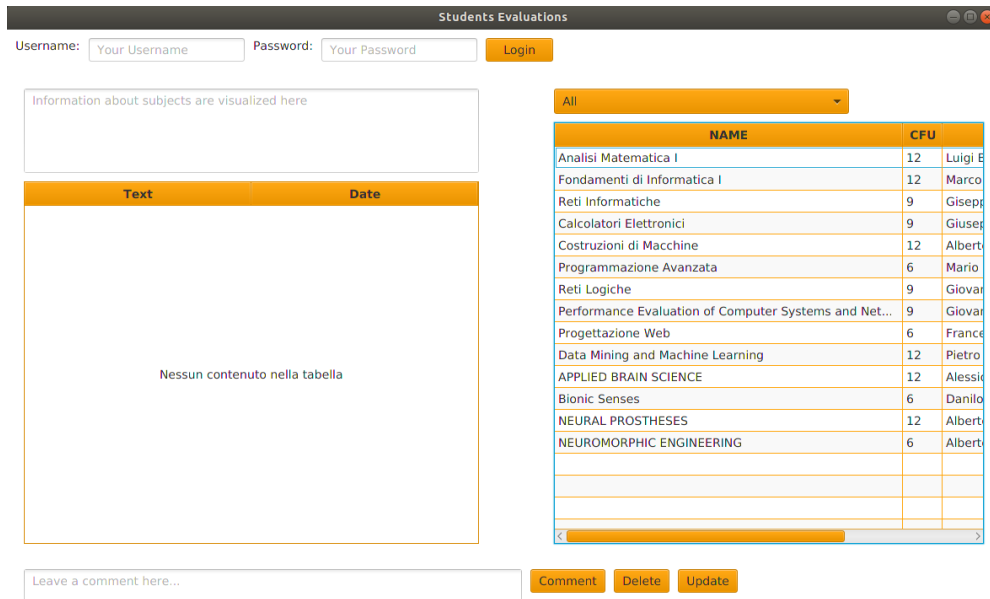 Students Evaluations
Username: Your Username Password: Your Password Login
Information about subjects are visualized here
All
Text Date
Nessun contenuto nella tabella
NAME CFU
Analisi Matematica I 12 Luigi
Fondamenti di Informatica I 12 Marco
Reti Informatiche 9
Calcolatori Elettronici 9
Costruzioni di Macchine 12
Programmazione Avanzata 6 Mario
Reti Logiche 9
Performance Evaluation of Computer Systems and Net... 9
Progettazione Web 6
Data Mining and Machine Learning 12 Pietro
APPLIED BRAIN SCIENCE 12
Bionic Senses 6 Danilo
NEURAL PROSTHESES 12
NEUROMORPHIC ENGINEERING 6
Leave a comment here... Comment Delete Update